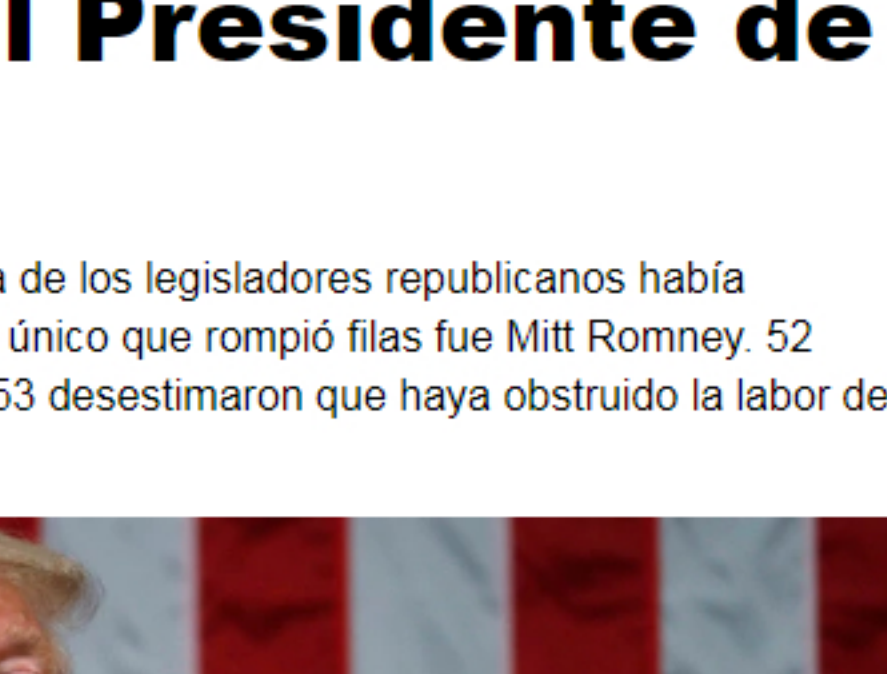 l Presidente de
a de los legisladores republicanos había
único que rompió filas fue Mitt Romney. 52
53 desestimaron que haya obstruido la labor de